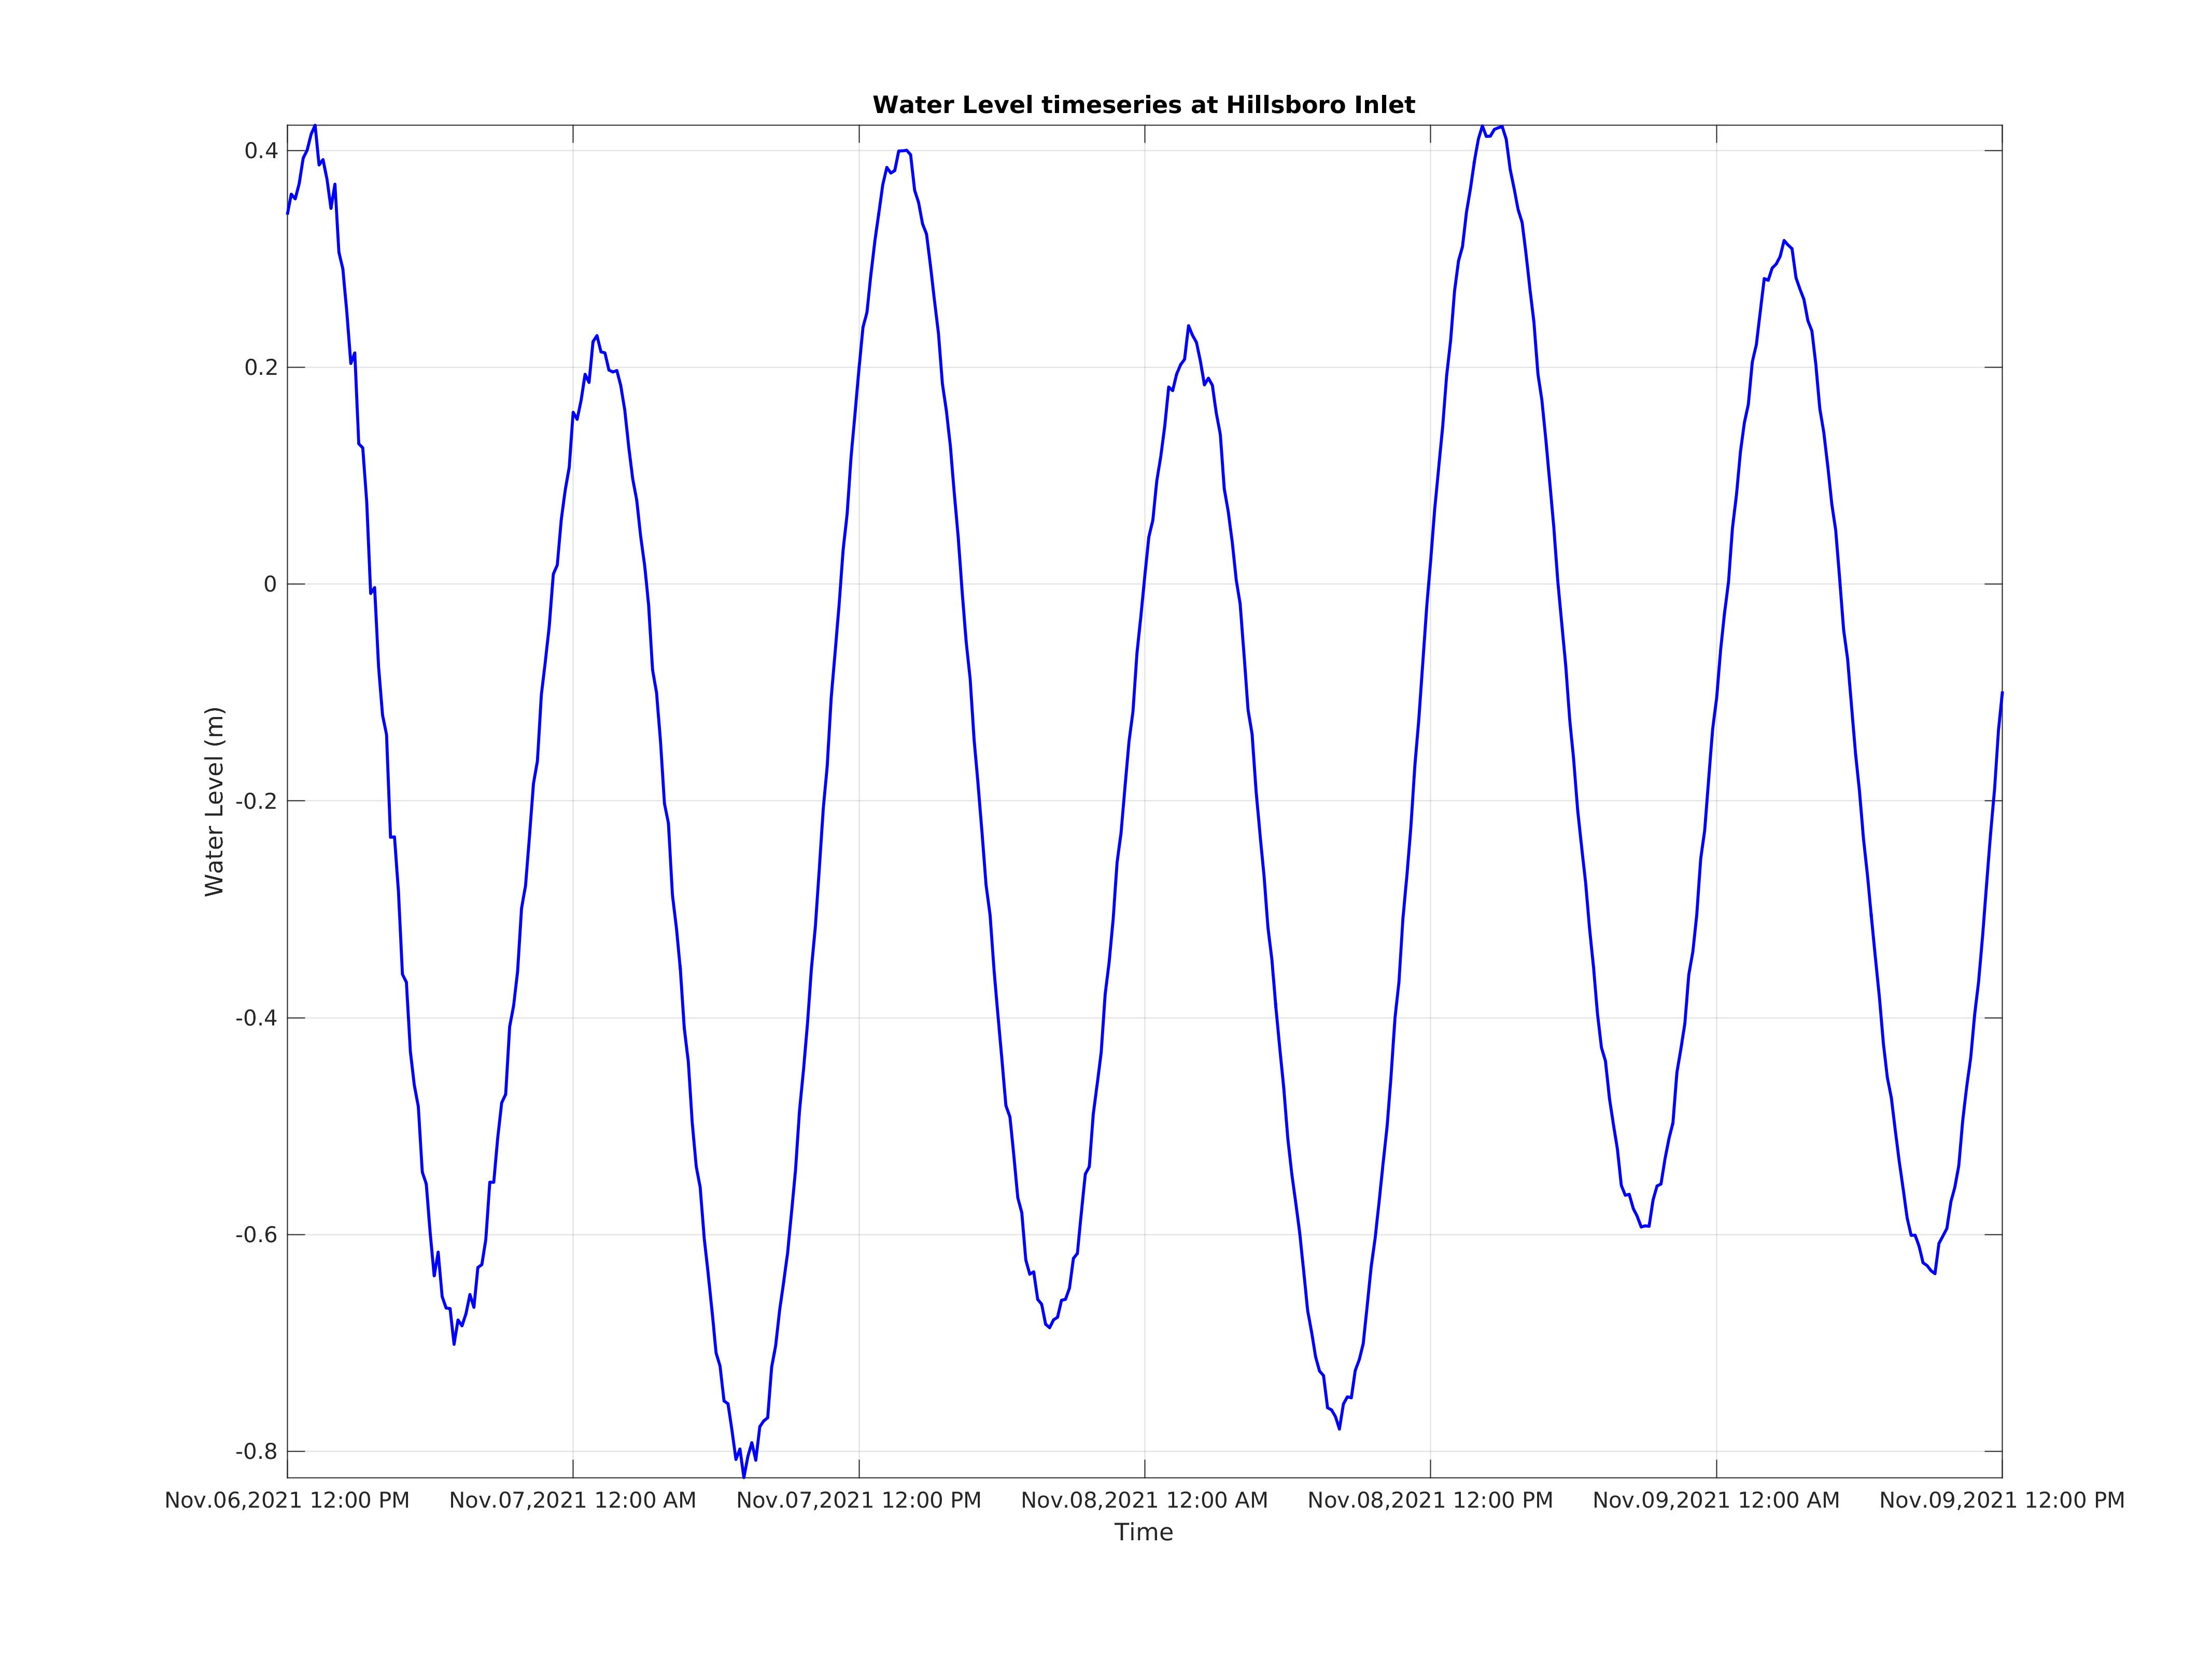 Water Level timeseries at Hillsboro Inlet
0.4
0.2
0
-0.2
-0.4
-0.6
-0.8
Water Level (m)
Nov.06,2021 12:00 PM Nov.07,2021 12:00 AM Nov.07,2021 12:00 PM Nov.08,2021 12:00 AM Nov.08,2021 12:00 PM Nov.09,2021 12:00 AM Nov.09,2021 12:00 PM
Time